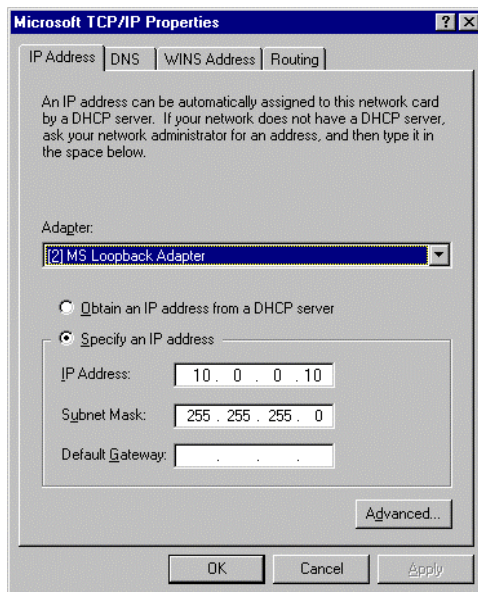 Microsoft TCP/IP Properties
IP Address DNS WINS Address Routing
An IP address can be automatically assigned to this network card
by a DHCP server. If your network does not have a DHCP server,
ask your network administrator for an address, and then type it in
the space below.
Adapter:
[2] MS Loopback Adapter
Obtain an IP address from a DHCP server
Specify an IP address
IP Address: 10 . 0 . 0 . 10
Subnet Mask: 255 . 255 . 255 . 0
Default Gateway: . . .
Advanced...
OK Cancel Apply